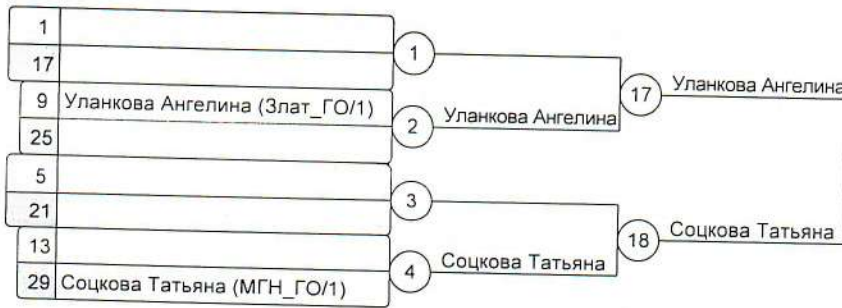 1
17
1
9 Уланкова Ангелина (Злат_ГО/1)
25
2 Уланкова Ангелина
17 Уланкова Ангелина
5
21
3
13
29 Соцкова Татьяна (МГН_ГО/1)
4 Соцкова Татьяна
18 Соцкова Татьяна